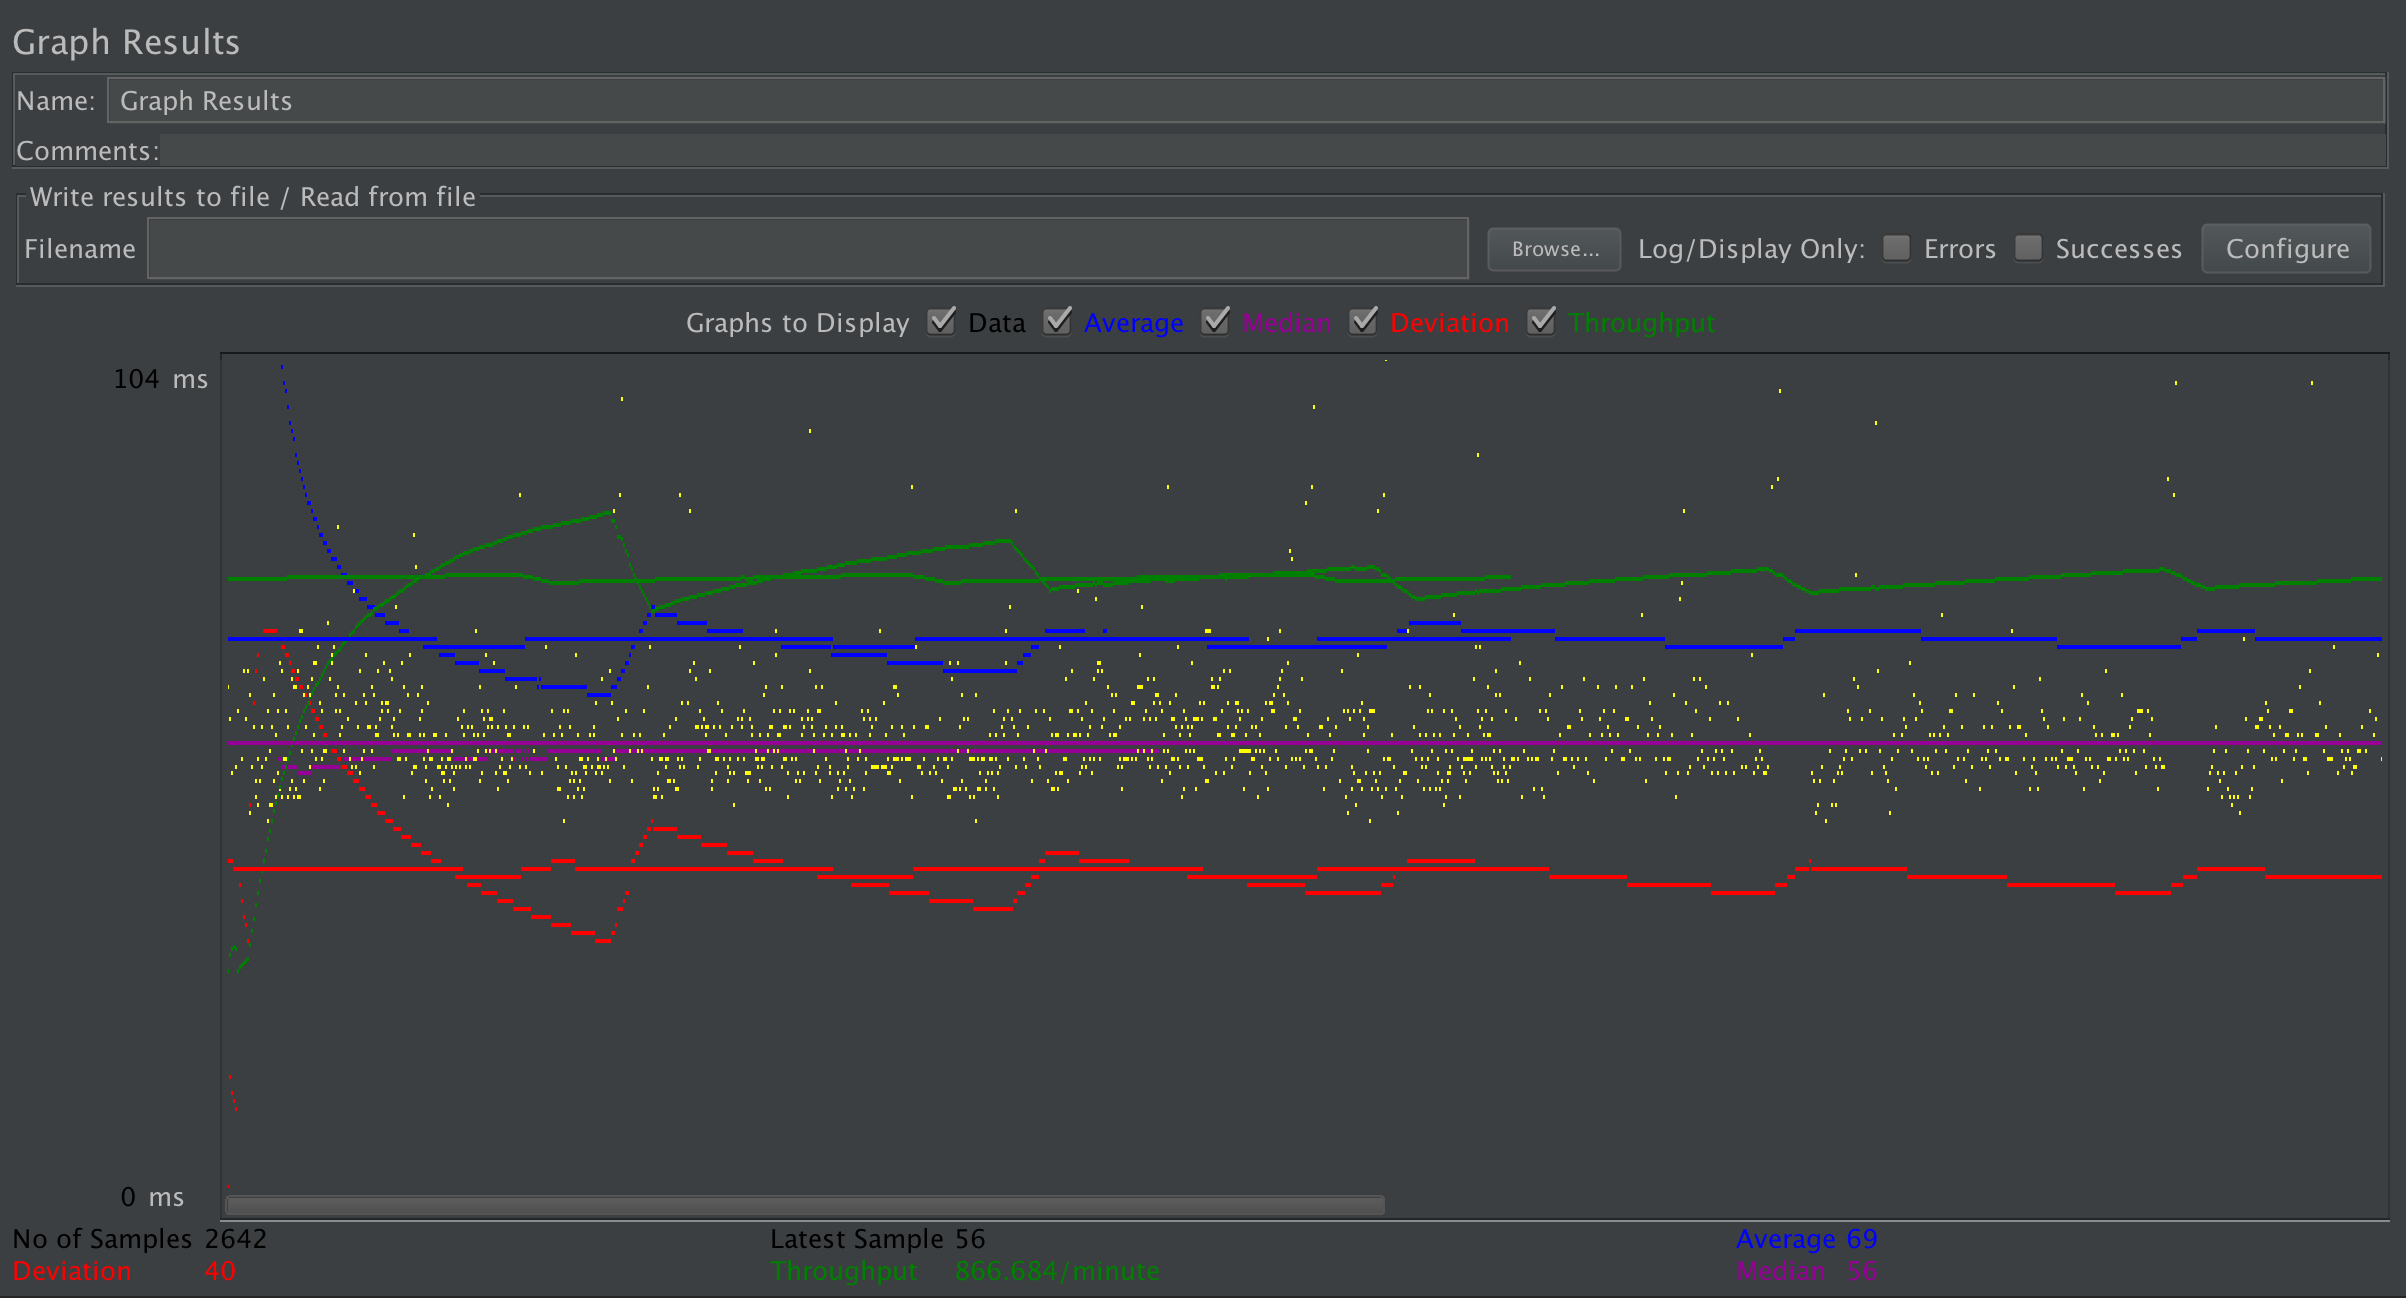 Graph Results
Name: Graph Results
Comments:
Write results to file / Read from file
Filename Browse... Log/Display Only: Errors Successes Configure
Graphs to Display Data Average Median Deviation Throughput
104 ms
0 ms
No of Samples 2642 Latest Sample 56 Average 69
Deviation 40 Throughput 866.684/minute Median 56